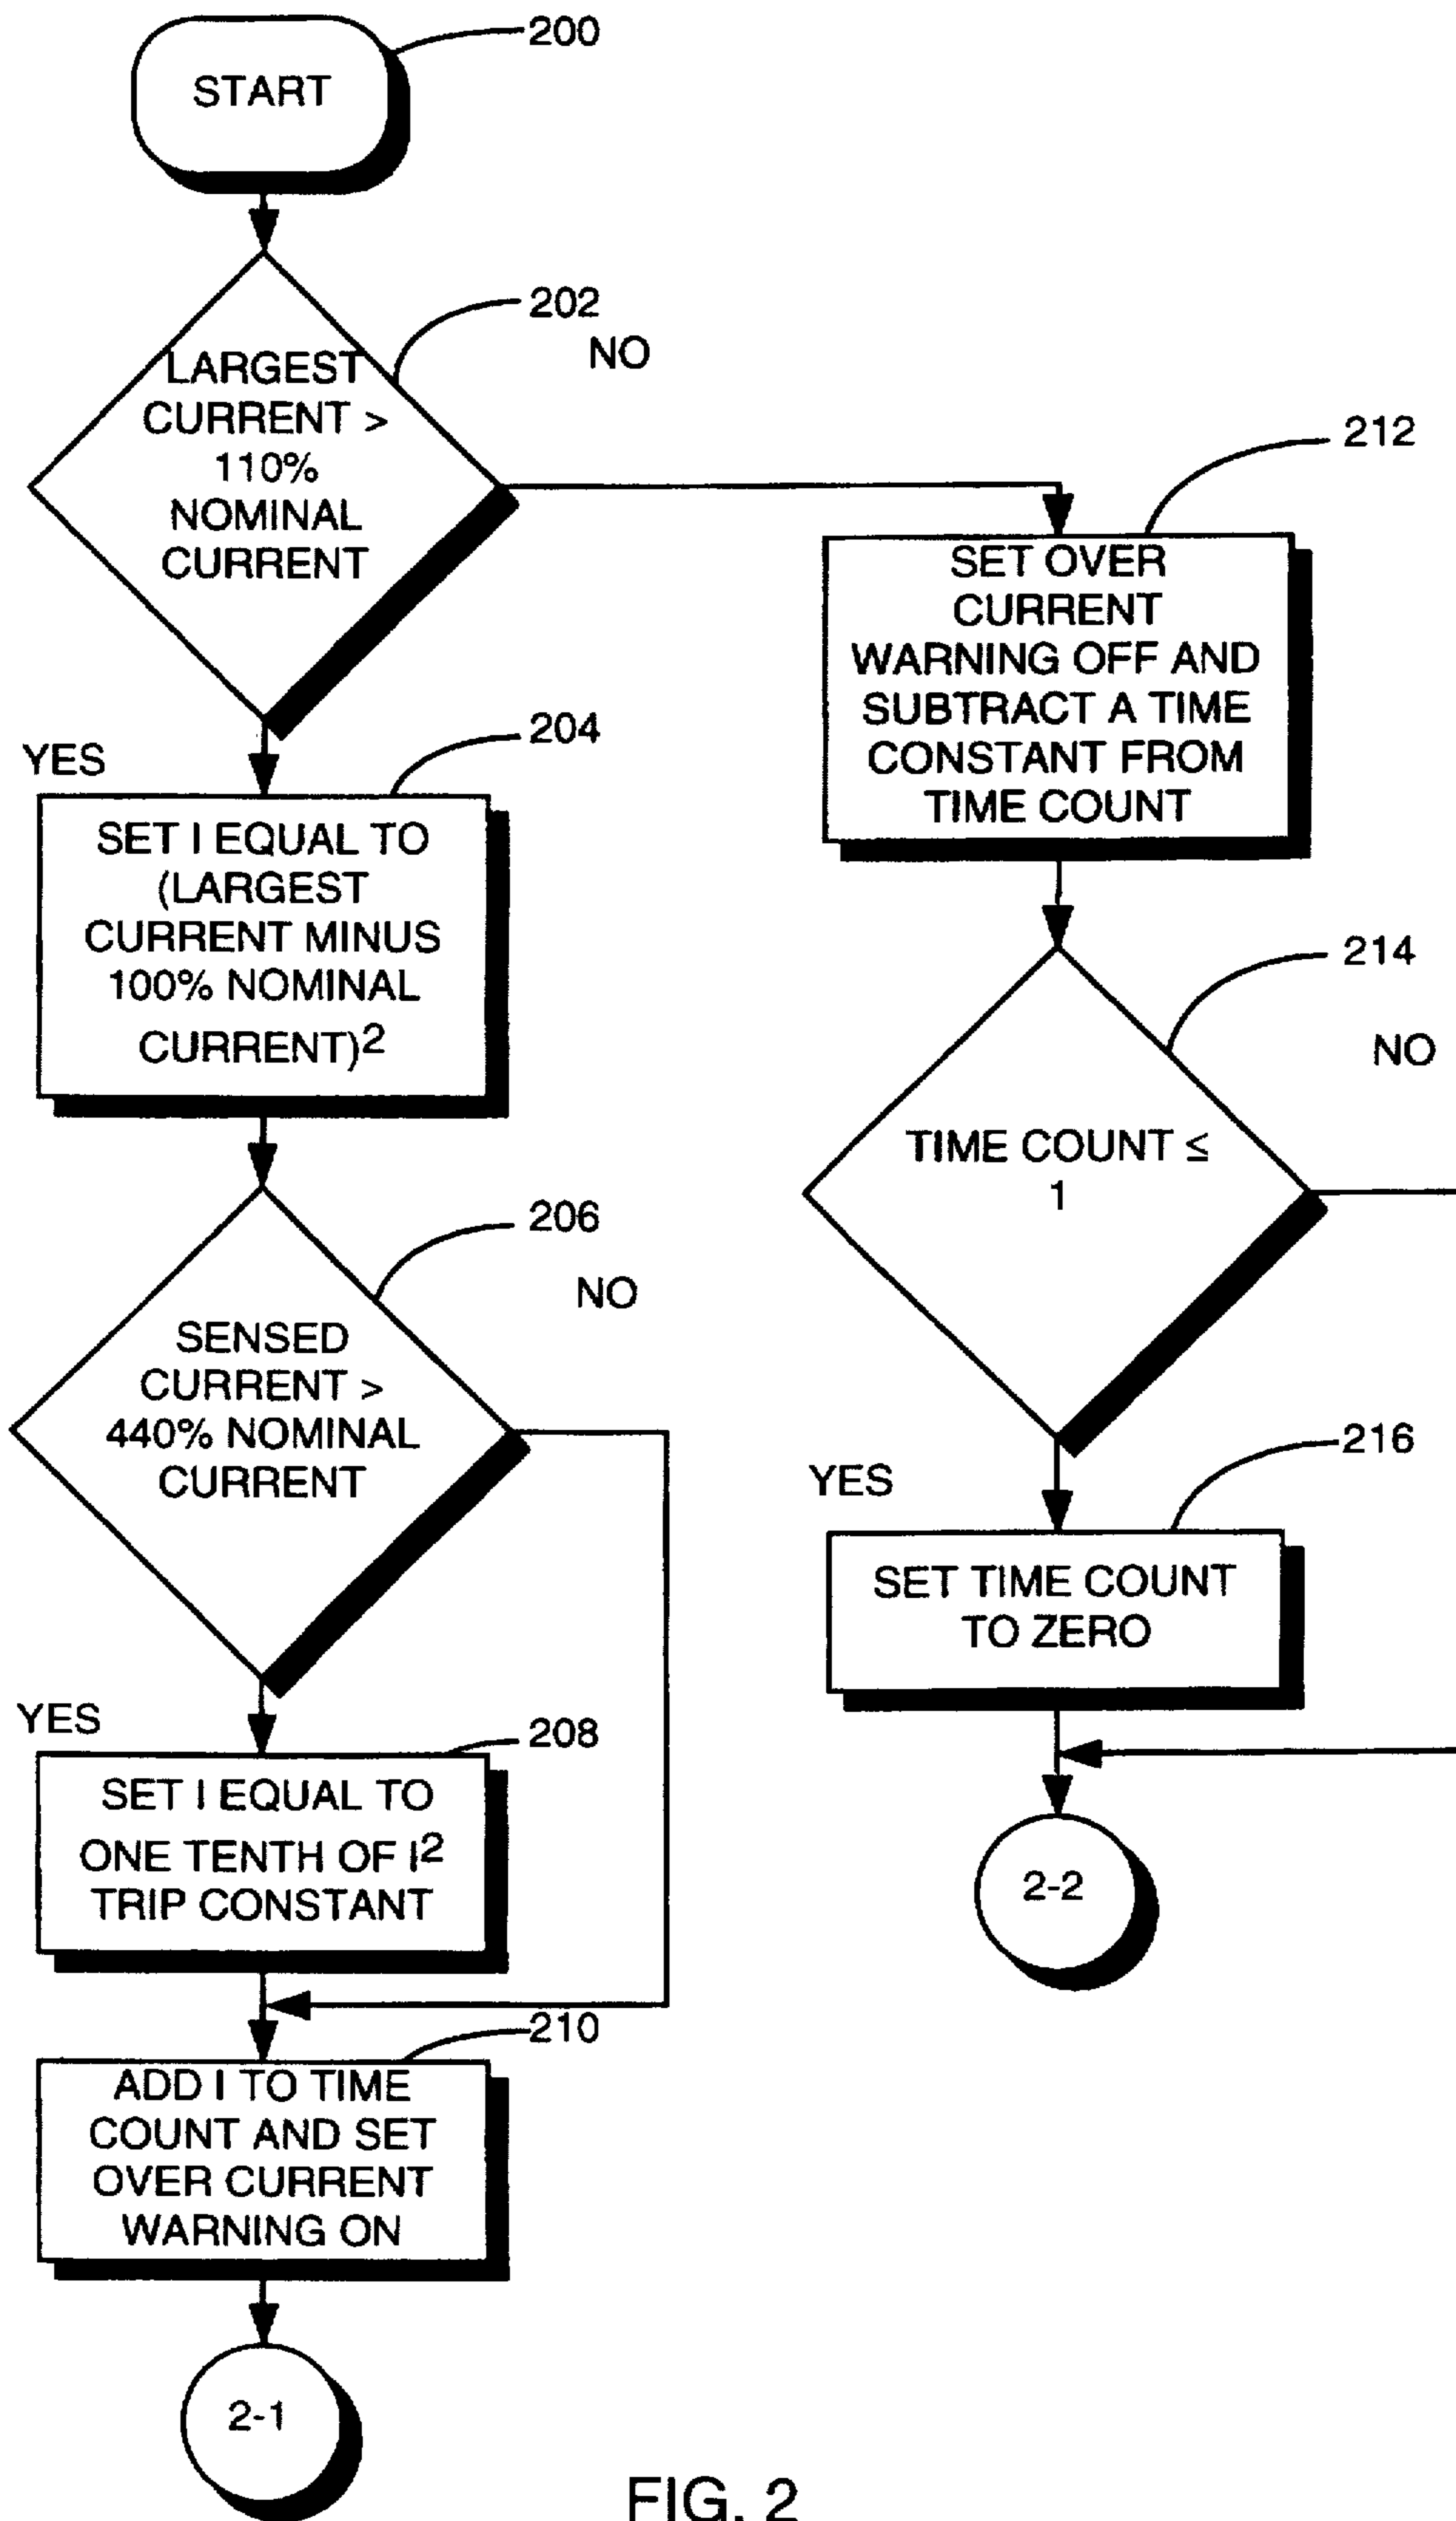 START
200
LARGEST
CURRENT >
110%
NOMINAL
CURRENT
202
NO
YES
204
SET I EQUAL TO
(LARGEST
CURRENT MINUS
100% NOMINAL
CURRENT)²
206
NO
SENSED
CURRENT >
440% NOMINAL
CURRENT
YES
208
SET I EQUAL TO
ONE TENTH OF I²
TRIP CONSTANT
210
ADD I TO TIME
COUNT AND SET
OVER CURRENT
WARNING ON
2-1
212
SET OVER
CURRENT
WARNING OFF AND
SUBTRACT A TIME
CONSTANT FROM
TIME COUNT
214
NO
TIME COUNT ≤
1
YES
216
SET TIME COUNT
TO ZERO
2-2
FIG. 2